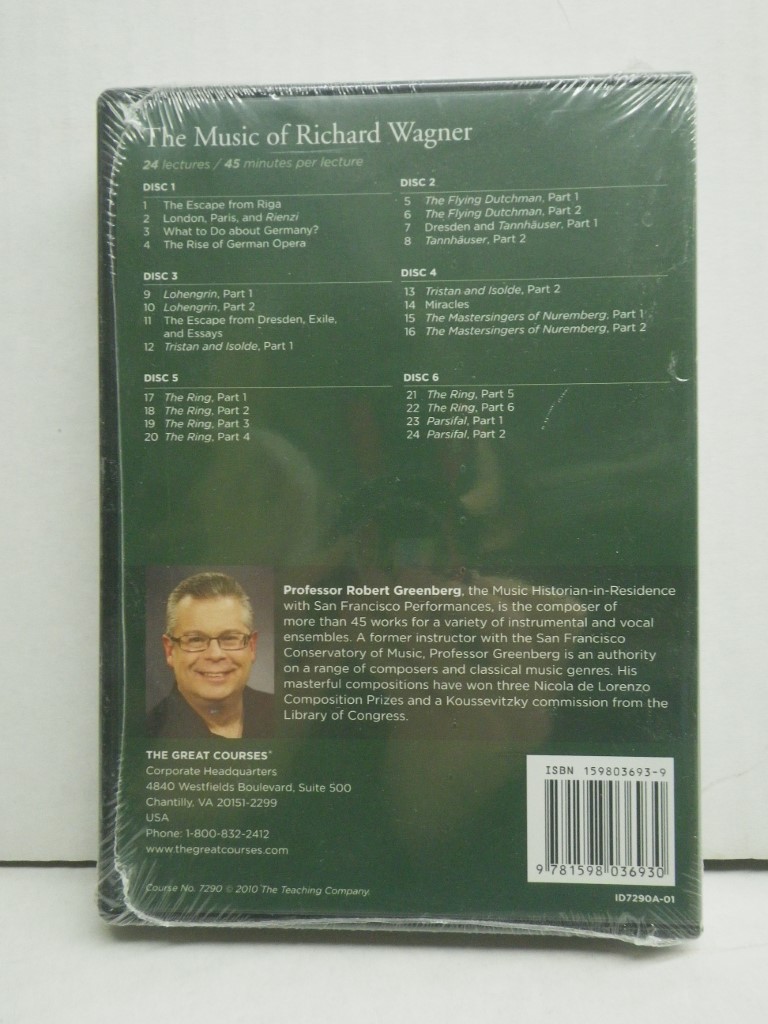 The Music of Richard Wagner
24 lectures / 45 minutes per lecture
DISC 1
1 The Escape from Riga
2 London, Paris, and Rienzi
3 What to Do about Germany?
4 The Rise of German Opera
DISC 2
5 The Flying Dutchman, Part 1
6 The Flying Dutchman, Part 2
7 Dresden and Tannhäuser, Part 1
8 Tannhäuser, Part 2
DISC 3
9 Lohengrin, Part 1
10 Lohengrin, Part 2
11 The Escape from Dresden, Exile,
and Essays
12 Tristan and Isolde, Part 1
DISC 4
13 Tristan and Isolde, Part 2
14 Miracles
15 The Mastersingers of Nuremberg, Part 1
16 The Mastersingers of Nuremberg, Part 2
DISC 5
17 The Ring, Part 1
18 The Ring, Part 2
19 The Ring, Part 3
20 The Ring, Part 4
DISC 6
21 The Ring, Part 5
22 The Ring, Part 6
23 Parsifal, Part 1
24 Parsifal, Part 2
Professor Robert Greenberg, the Music Historian-in-Residence
with San Francisco Performances, is the composer of
more than 45 works for a variety of instrumental and vocal
ensembles. A former instructor with the San Francisco
Conservatory of Music, Professor Greenberg is an authority
on a range of composers and classical music genres. His
masterful compositions have won three Nicola de Lorenzo
Composition Prizes and a Koussevitzky commission from the
Library of Congress.
THE GREAT COURSES®
Corporate Headquarters
4840 Westfields Boulevard, Suite 500
Chantilly, VA 20151-2299
USA
Phone: 1-800-832-2412
www.thegreatcourses.com
Course No. 7290 © 2010 The Teaching Company.
ISBN 159803693-9
9 781598 036930
ID7290A-01